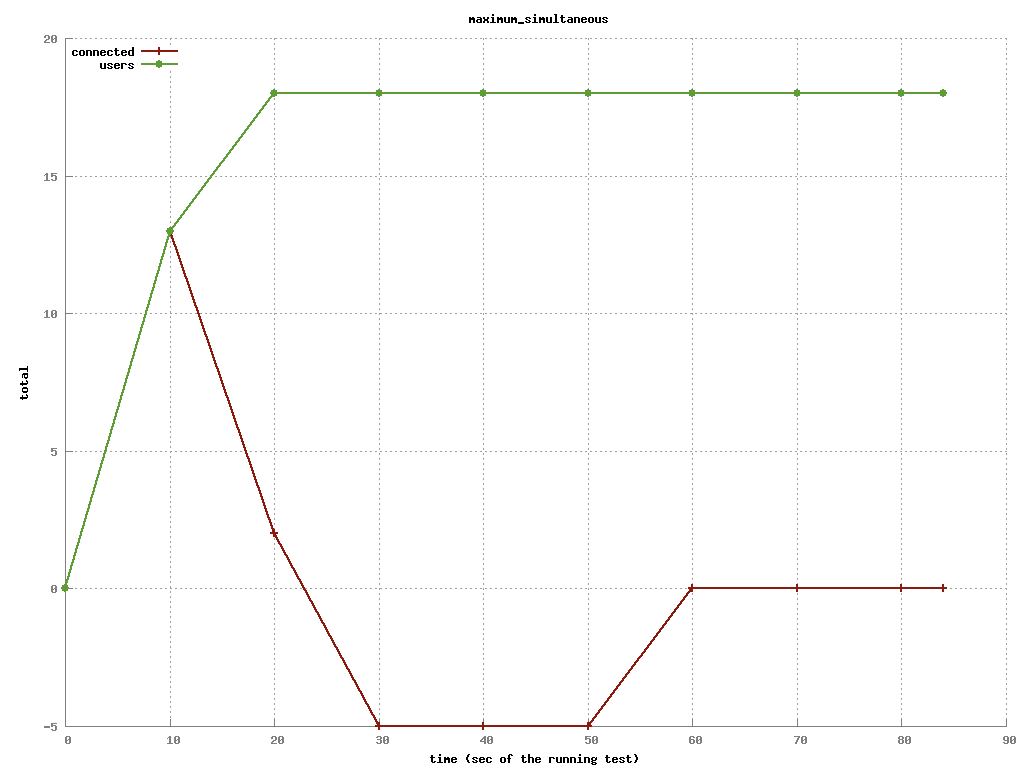 maximum_simultaneous
connected
users
20
15
10
5
0
-5
total
0 10 20 30 40 50 60 70 80 90
time (sec of the running test)